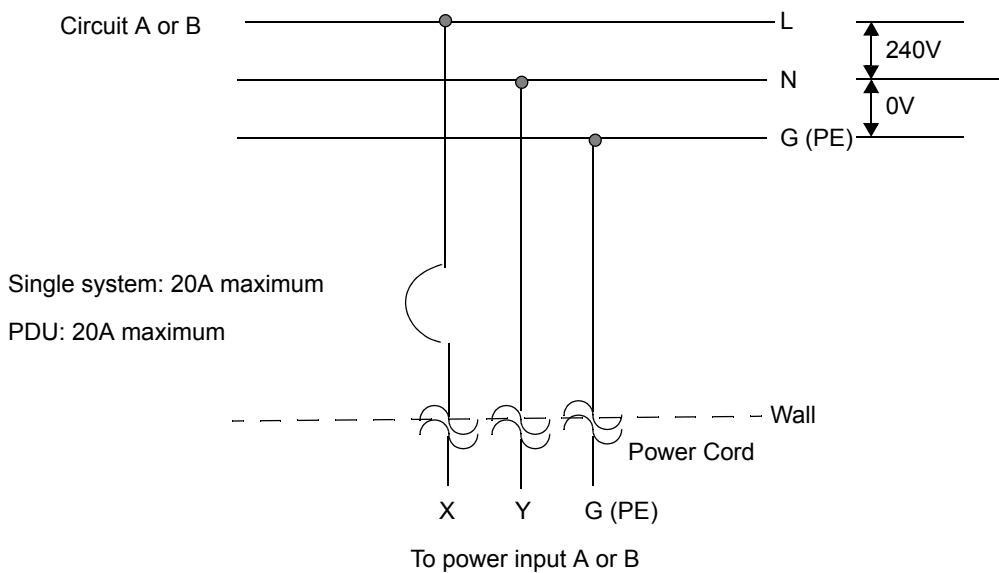 Circuit A or B
L
240V
N
0V
G (PE)
Single system: 20A maximum
PDU: 20A maximum
Wall
Power Cord
X Y G (PE)
To power input A or B